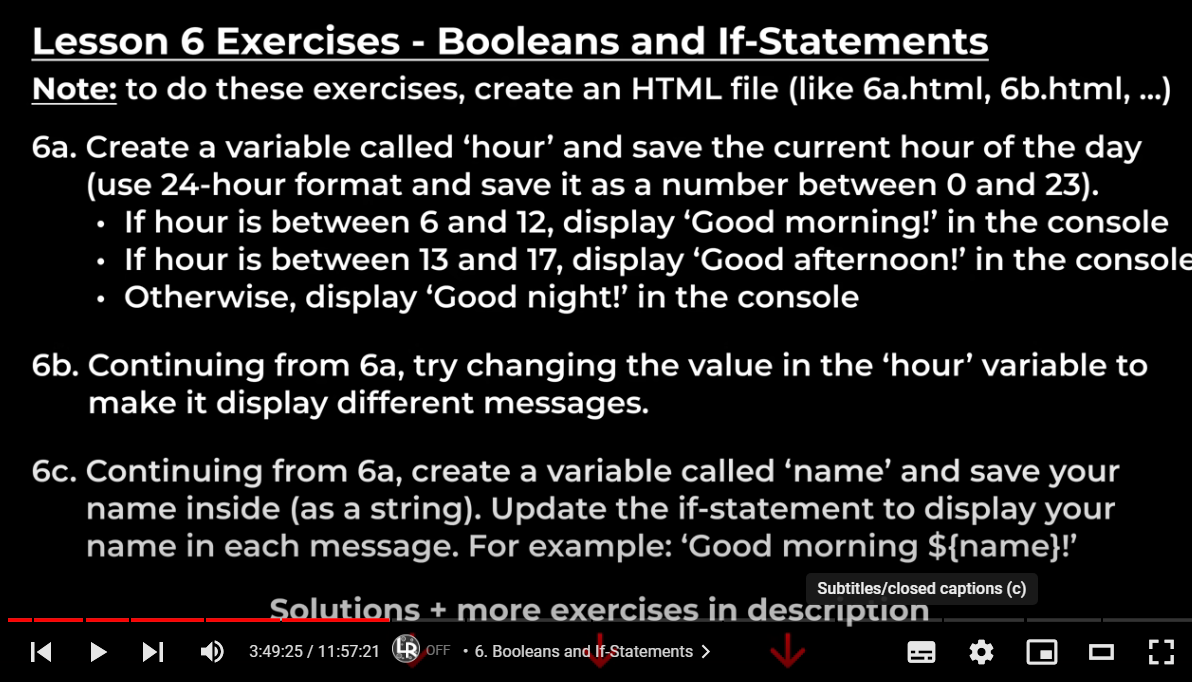 Lesson 6 Exercises - Booleans and If-Statements
Note: to do these exercises, create an HTML file (like 6a.html, 6b.html, ...)
6a. Create a variable called ‘hour’ and save the current hour of the day
(use 24-hour format and save it as a number between 0 and 23).
• If hour is between 6 and 12, display ‘Good morning!’ in the console
• If hour is between 13 and 17, display ‘Good afternoon!’ in the console
• Otherwise, display ‘Good night!’ in the console
6b. Continuing from 6a, try changing the value in the ‘hour’ variable to
make it display different messages.
6c. Continuing from 6a, create a variable called ‘name’ and save your
name inside (as a string). Update the if-statement to display your
name in each message. For example: ‘Good morning ${name}!’
Subtitles/closed captions (c)
Solutions + more exercises in description
3:49:25 / 11:57:21 LR OFF • 6. Booleans and If-Statements